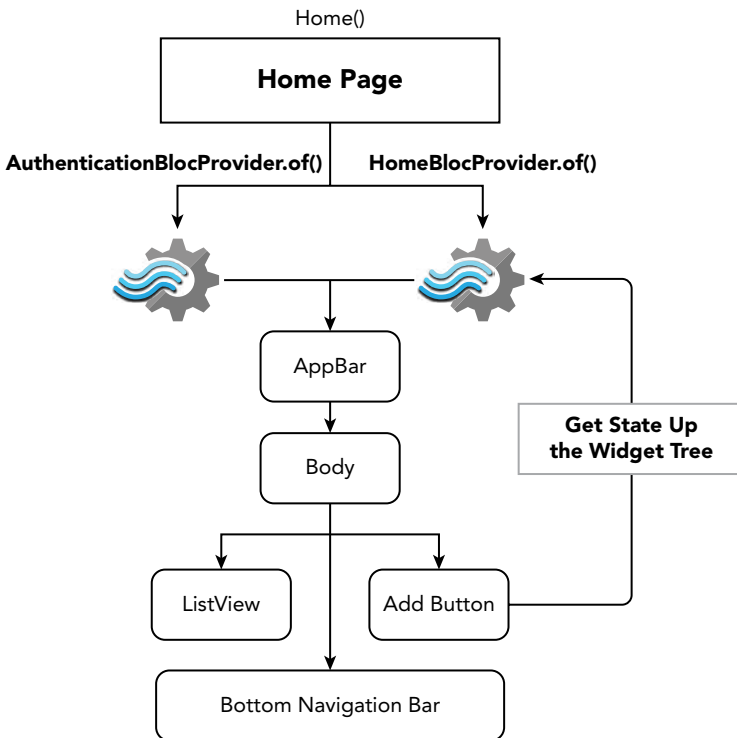 Home()
Home Page
AuthenticationBlocProvider.of()
HomeBlocProvider.of()
AppBar
Get State Up
the Widget Tree
Body
ListView
Add Button
Bottom Navigation Bar